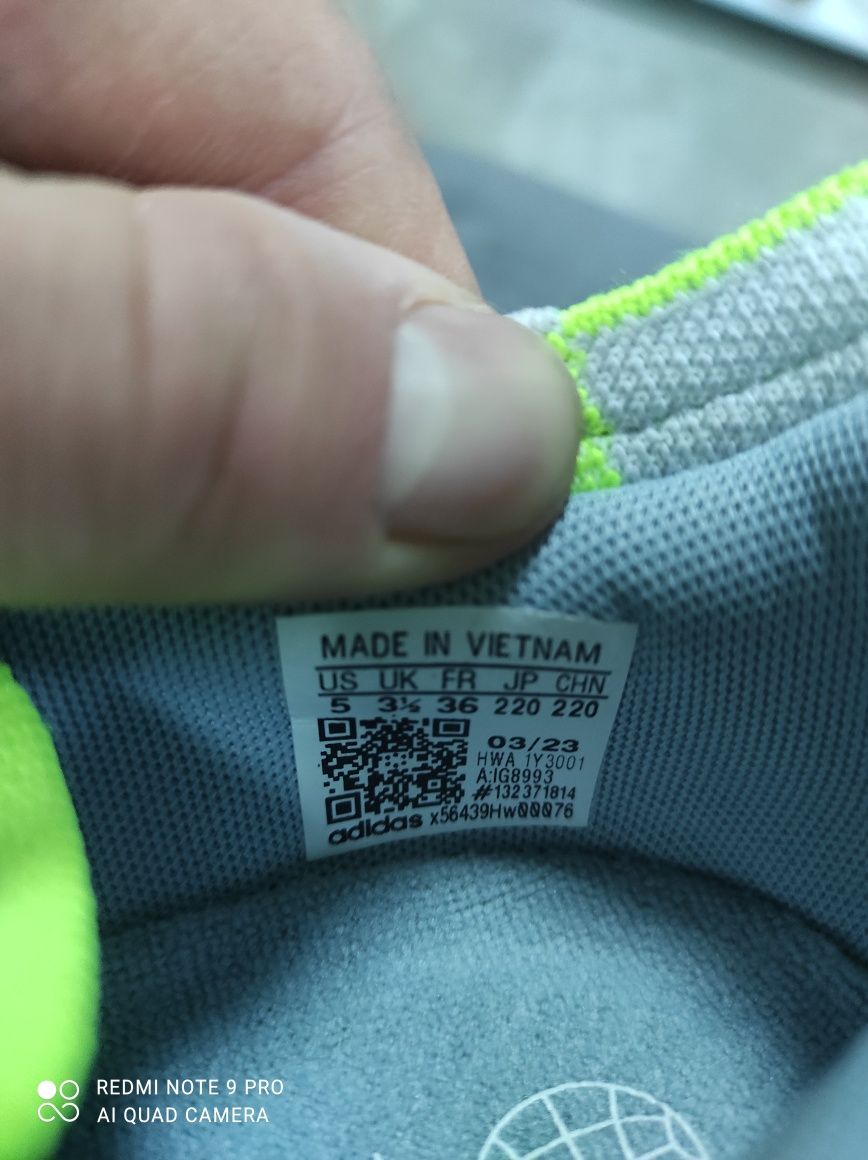 MADE IN VIETNAM
US UK FR JP CHN
5 3½ 36 220 220
03/23
HWA 1Y3001
A:IG8993
#132371814
adidas x56439Hw00076
REDMI NOTE 9 PRO
AI QUAD CAMERA